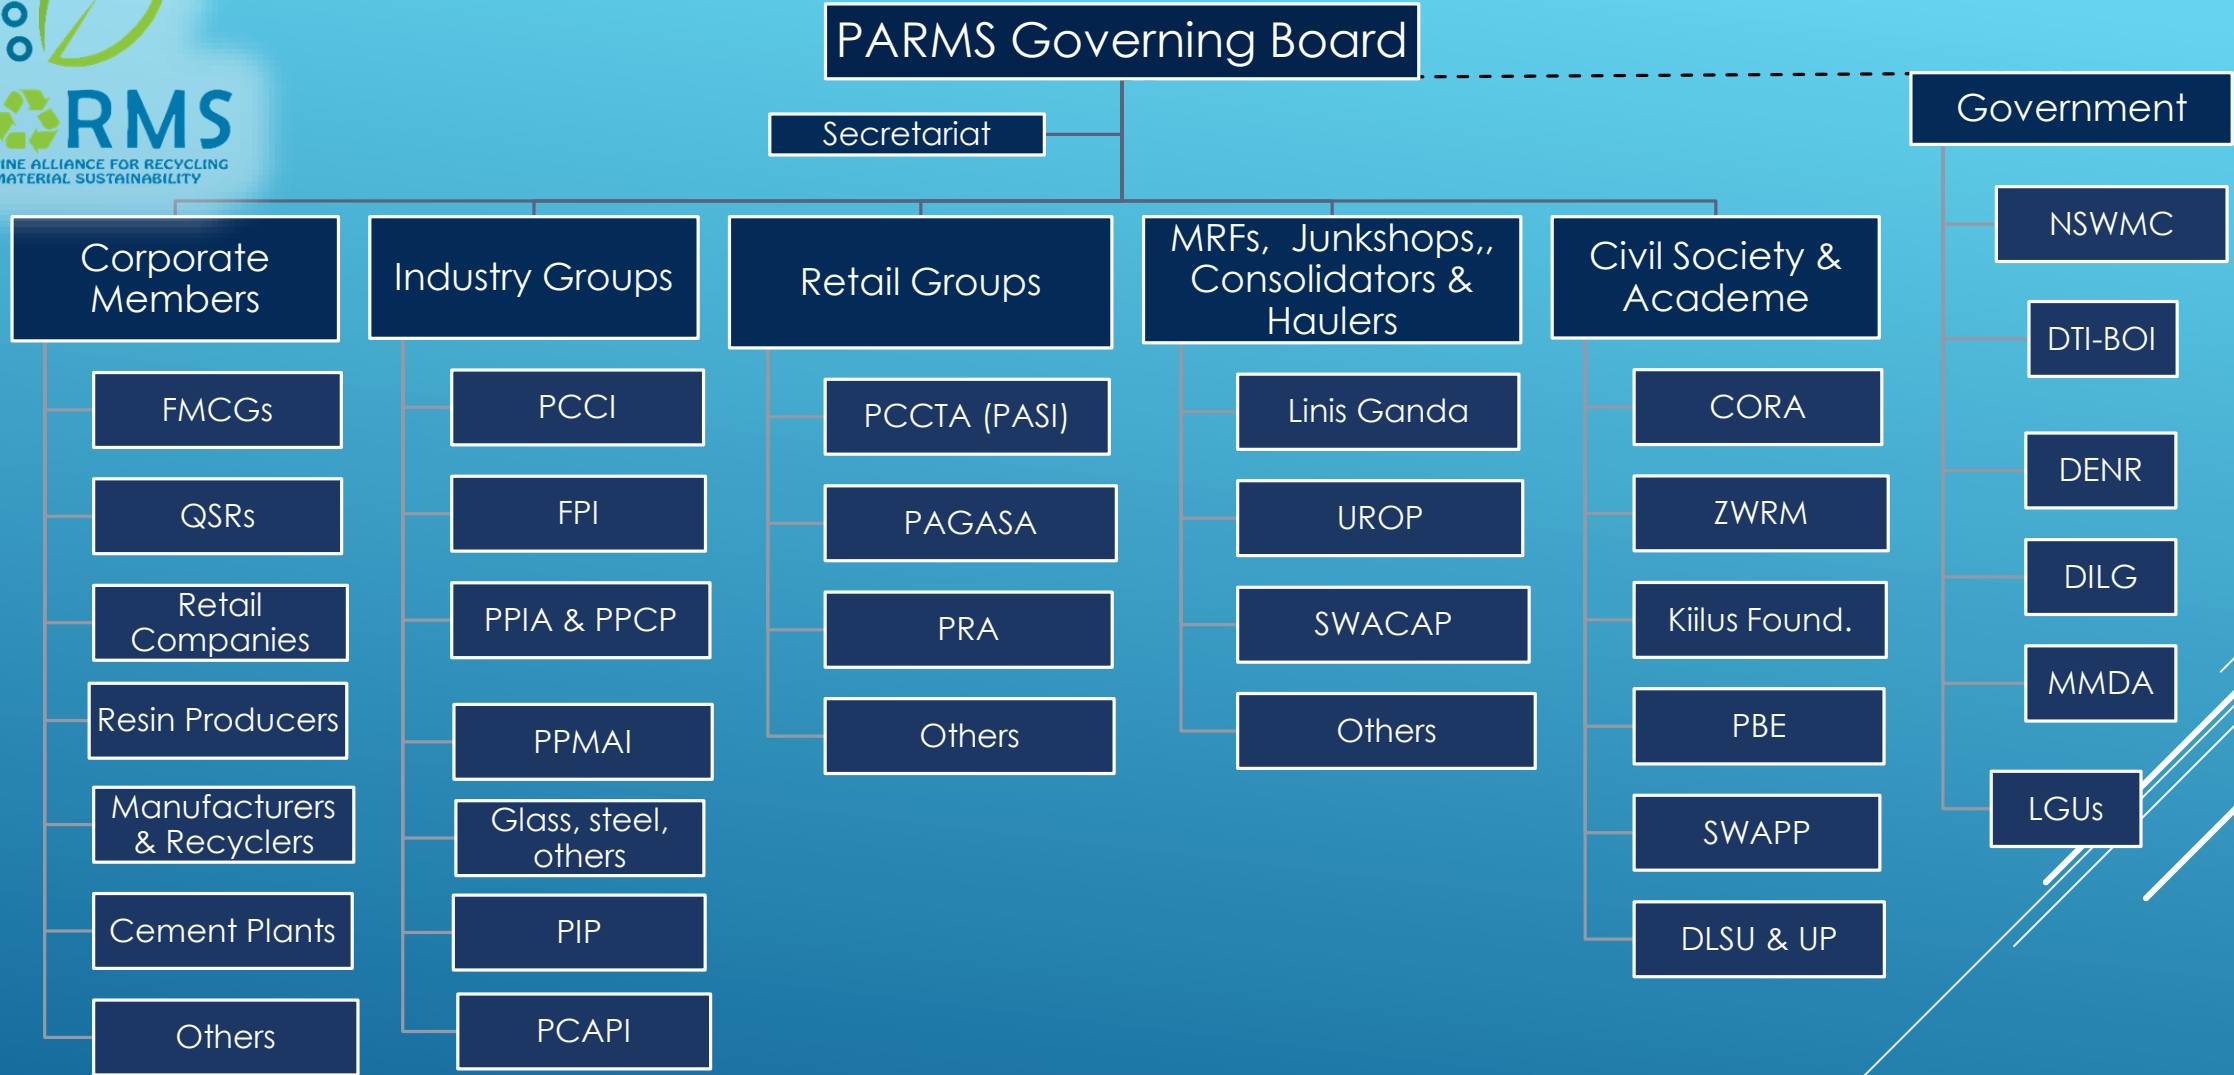 PARMS Governing Board
Secretariat
Government
RMS
INE ALLIANCE FOR RECYCLING
MATERIAL SUSTAINABILITY
Corporate
Members
FMCGs
QSRs
Retail
Companies
Resin Producers
Manufacturers
& Recyclers
Cement Plants
Others
Industry Groups
PCCI
FPI
PPIA & PPCP
PPMAI
Glass, steel,
others
PIP
PCAPI
Retail Groups
PCCTA (PASI)
PAGASA
PRA
Others
MRFs, Junkshops,,
Consolidators &
Haulers
Linis Ganda
UROP
SWACAP
Others
Civil Society &
Academe
CORA
ZWRM
Kiilus Found.
PBE
SWAPP
DLSU & UP
NSWMC
DTI-BOI
DENR
DILG
MMDA
LGUs